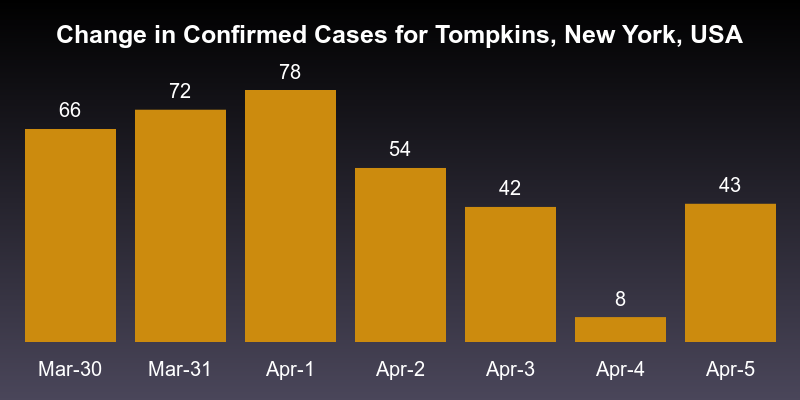 Change in Confirmed Cases for Tompkins, New York, USA
66 72 78 54 42 8 43
Mar-30 Mar-31 Apr-1 Apr-2 Apr-3 Apr-4 Apr-5